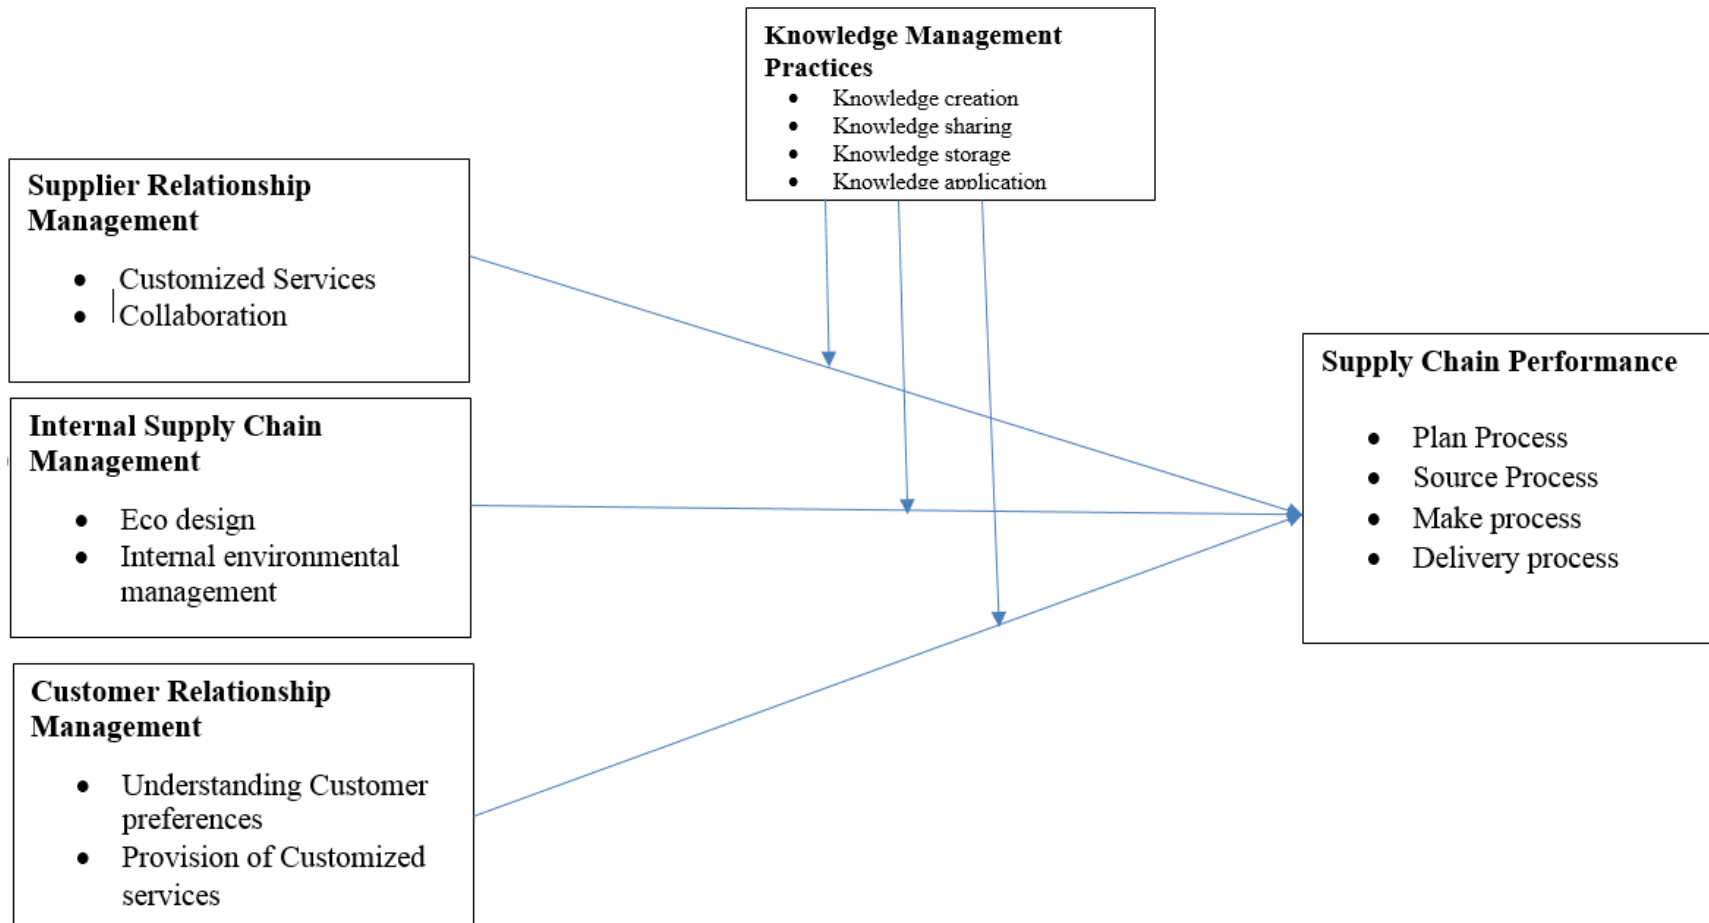 Knowledge Management
Practices
• Knowledge creation
• Knowledge sharing
• Knowledge storage
• Knowledge application
Supplier Relationship
Management
• Customized Services
• Collaboration
Internal Supply Chain
Management
• Eco design
• Internal environmental
management
Customer Relationship
Management
• Understanding Customer
preferences
• Provision of Customized
services
Supply Chain Performance
• Plan Process
• Source Process
• Make process
• Delivery process